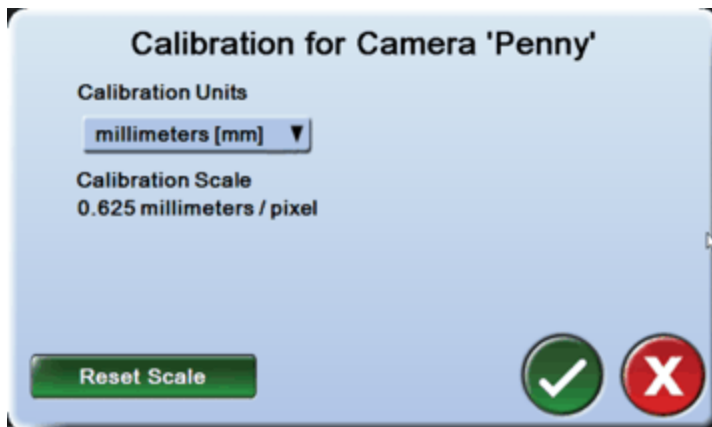 Calibration for Camera 'Penny'
Calibration Units
millimeters [mm]
Calibration Scale
0.625 millimeters / pixel
Reset Scale